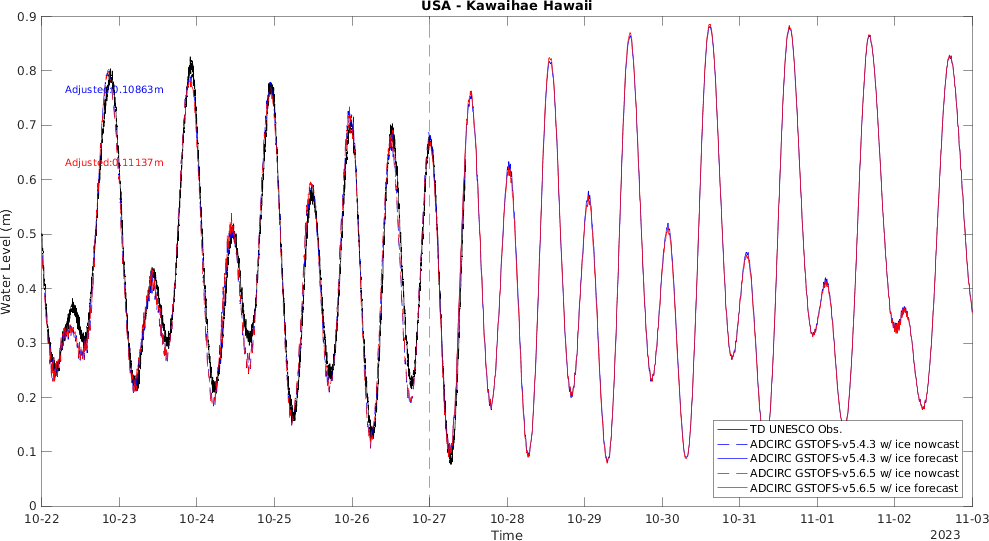 USA - Kawaihae Hawaii
0.9
0.8
0.7
0.6
0.5
0.4
0.3
0.2
0.1
0
Water Level (m)
Adjusted:0.10863m
Adjusted:0.11137m
TD UNESCO Obs.
ADCIRC GSTOFS-v5.4.3 w/ ice nowcast
ADCIRC GSTOFS-v5.4.3 w/ ice forecast
ADCIRC GSTOFS-v5.6.5 w/ ice nowcast
ADCIRC GSTOFS-v5.6.5 w/ ice forecast
10-22 10-23 10-24 10-25 10-26 10-27 10-28 10-29 10-30 10-31 11-01 11-02 11-03
Time
2023